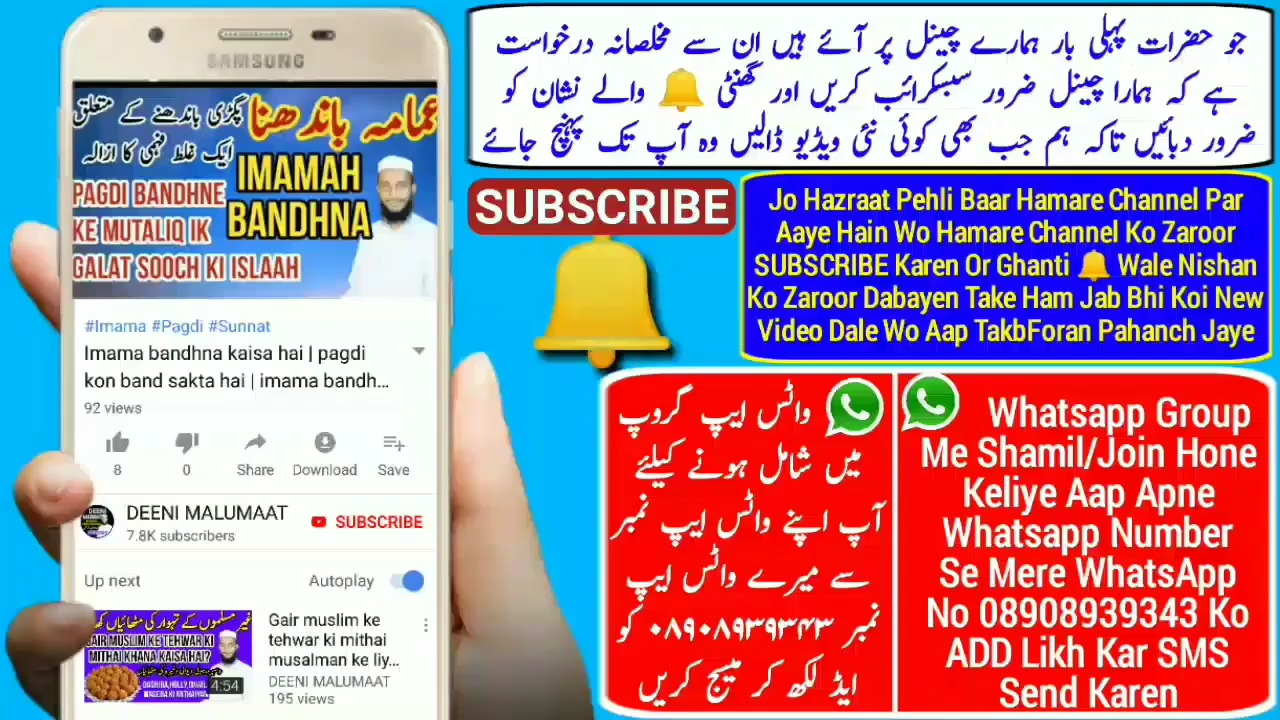 SAMSUNG
عمامہ باندھنا پگڑی باندھنے کے متعلق
ایک غلط فہمی کا ازالہ
IMAMAH
BANDHNA
PAGDI BANDHNE
KE MUTALIQ IK
GALAT SOOCH KI ISLAAH
#Imama #Pagdi #Sunnat
Imama bandhna kaisa hai | pagdi
kon band sakta hai | imama bandh...
92 views
8
0
Share
Download
Save
DEENI MALUMAAT
7.8K subscribers
SUBSCRIBE
Up next
Autoplay
غیر مسلموں کے تہوار کی مٹھائیاں
GAIR MUSLIM KE TEHWAR KI
MITHAI KHANA KAISA HAI?
4:54
Gair muslim ke
tehwar ki mithai
musalman ke liy...
DEENI MALUMAAT
195 views
جو حضرات پہلی بار ہمارے چینل پر آئے ہیں ان سے مخلصانہ درخواست
ہے کہ ہمارا چینل ضرور سبسکرائب کریں اور گھنٹی 🔔 والے نشان کو
ضرور دبائیں تاکہ ہم جب بھی کوئی نئی ویڈیو ڈالیں وہ آپ تک پہنچ جائے
SUBSCRIBE
Jo Hazraat Pehli Baar Hamare Channel Par
Aaye Hain Wo Hamare Channel Ko Zaroor
SUBSCRIBE Karen Or Ghanti 🔔 Wale Nishan
Ko Zaroor Dabayen Take Ham Jab Bhi Koi New
Video Dale Wo Aap TakbForan Pahanch Jaye
واٹس ایپ گروپ
میں شامل ہونے کیلئے
آپ اپنے واٹس ایپ نمبر
سے میرے واٹس ایپ
نمبر ۰۸۹۰۸۹۳۹۳۴۳ کو
ایڈ لکھ کر میسج کریں
Whatsapp Group
Me Shamil/Join Hone
Keliye Aap Apne
Whatsapp Number
Se Mere WhatsApp
No 08908939343 Ko
ADD Likh Kar SMS
Send Karen